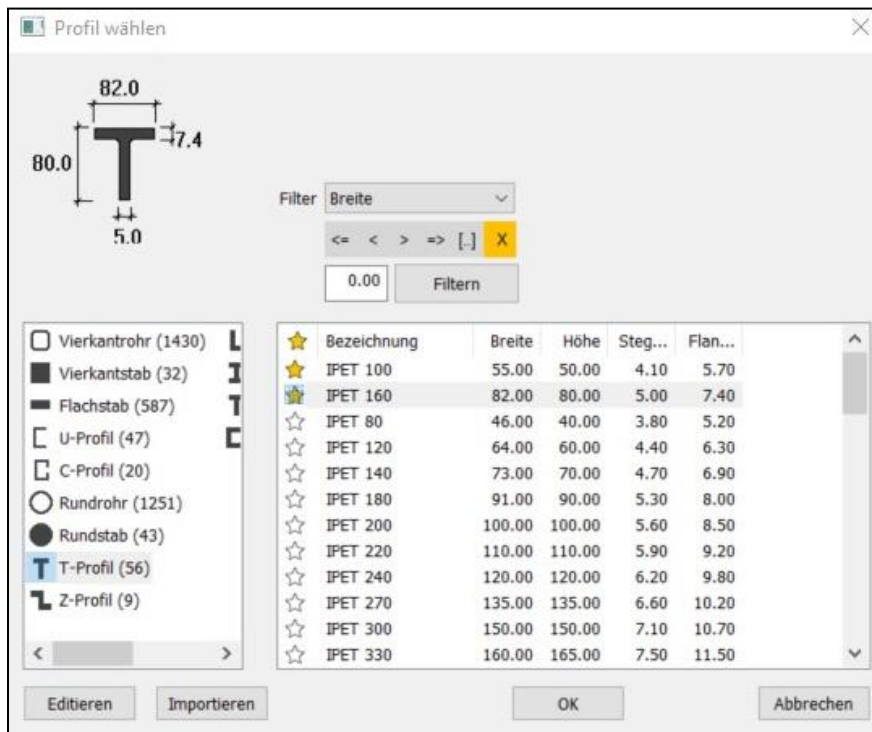 Profil wählen
82.0
7.4
80.0
5.0
Filter Breite
<= < > => [..] X
0.00 Filtern
Vierkantrohr (1430)
Vierkantstab (32)
Flachstab (587)
U-Profil (47)
C-Profil (20)
Rundrohr (1251)
Rundstab (43)
T-Profil (56)
Z-Profil (9)
Bezeichnung Breite Höhe Steg... Flan...
IPET 100 55.00 50.00 4.10 5.70
IPET 160 82.00 80.00 5.00 7.40
IPET 80 46.00 40.00 3.80 5.20
IPET 120 64.00 60.00 4.40 6.30
IPET 140 73.00 70.00 4.70 6.90
IPET 180 91.00 90.00 5.30 8.00
IPET 200 100.00 100.00 5.60 8.50
IPET 220 110.00 110.00 5.90 9.20
IPET 240 120.00 120.00 6.20 9.80
IPET 270 135.00 135.00 6.60 10.20
IPET 300 150.00 150.00 7.10 10.70
IPET 330 160.00 165.00 7.50 11.50
Editieren Importieren OK Abbrechen